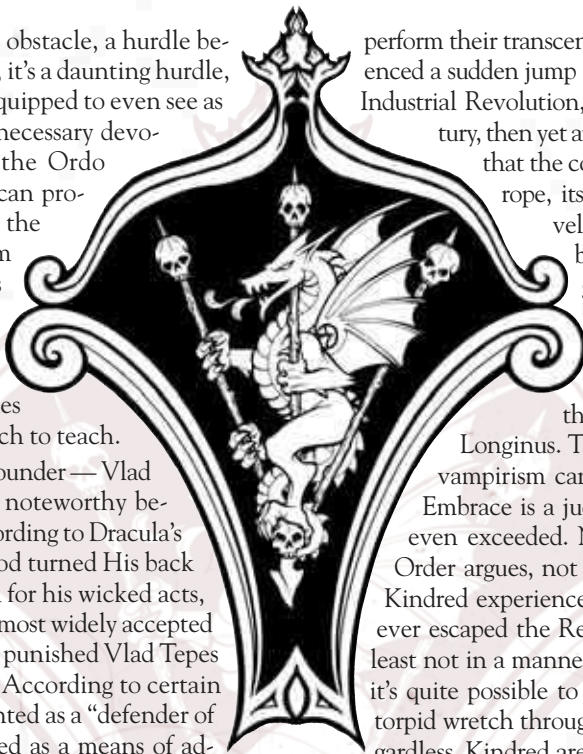 obstacle, a hurdle be-
it's a daunting hurdle,
quipped to even see as
necessary devo-
the Ordo
can pro-
the
es
ch to teach.
ounder — Vlad
noteworthy be-
ording to Dracula's
od turned His back
for his wicked acts,
most widely accepted
punished Vlad Tepes
According to certain
nted as a “defender of
ed as a means of ad-
perform their transcen
enced a sudden jump
Industrial Revolution,
tury, then yet a
that the co
rope, its
vel
b
th
Longinus. T
vampirism can
Embrace is a ju
even exceeded. N
Order argues, not
Kindred experience
ever escaped the Re
least not in a manne
it's quite possible to
torpid wretch throug
gardless, Kindred are